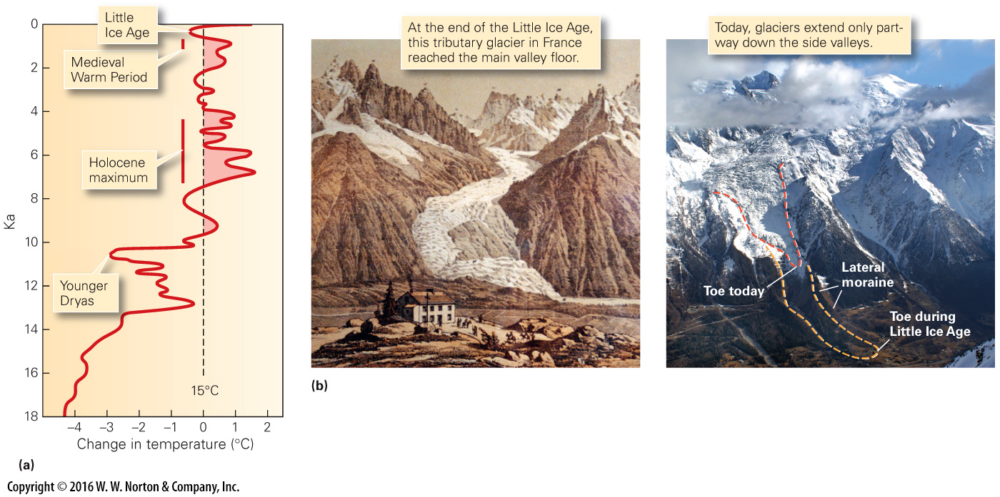 Little
Ice Age
Medieval
Warm Period
Holocene
maximum
Younger
Dryas
0
2
4
6
8
10
12
14
16
18
Ka
15°C
–4 –3 –2 –1 0 1 2
Change in temperature (°C)
(a)
At the end of the Little Ice Age,
this tributary glacier in France
reached the main valley floor.
(b)
Today, glaciers extend only part-
way down the side valleys.
Toe today
Lateral
moraine
Toe during
Little Ice Age
Copyright © 2016 W. W. Norton & Company, Inc.